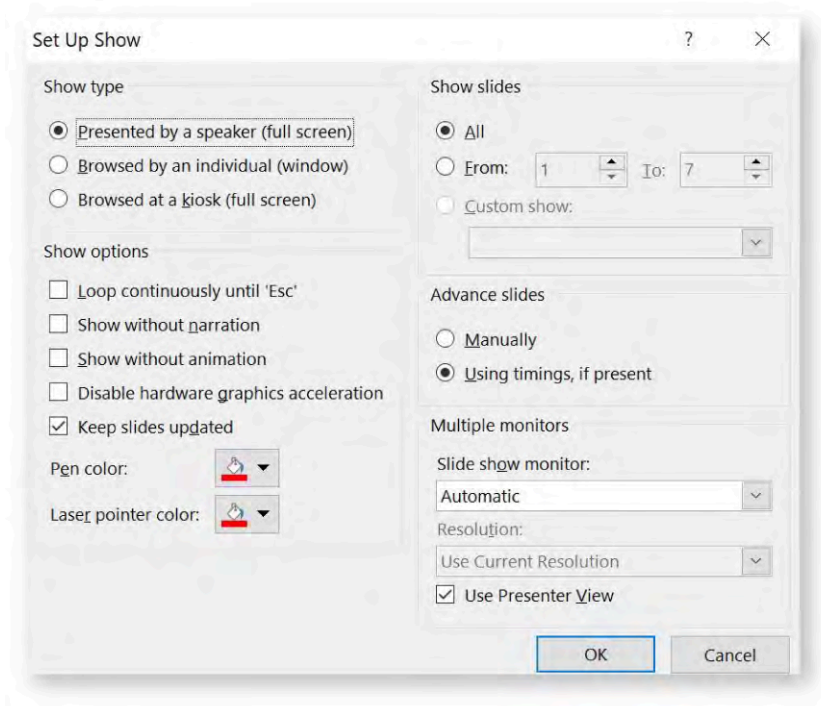 Set Up Show
?
Show type
Presented by a speaker (full screen)
Browsed by an individual (window)
Browsed at a kiosk (full screen)
Show options
Loop continuously until 'Esc'
Show without narration
Show without animation
Disable hardware graphics acceleration
Keep slides updated
Pen color:
Laser pointer color:
Show slides
All
From: 1 To: 7
Custom show:
Advance slides
Manually
Using timings, if present
Multiple monitors
Slide show monitor:
Automatic
Resolution:
Use Current Resolution
Use Presenter View
OK
Cancel